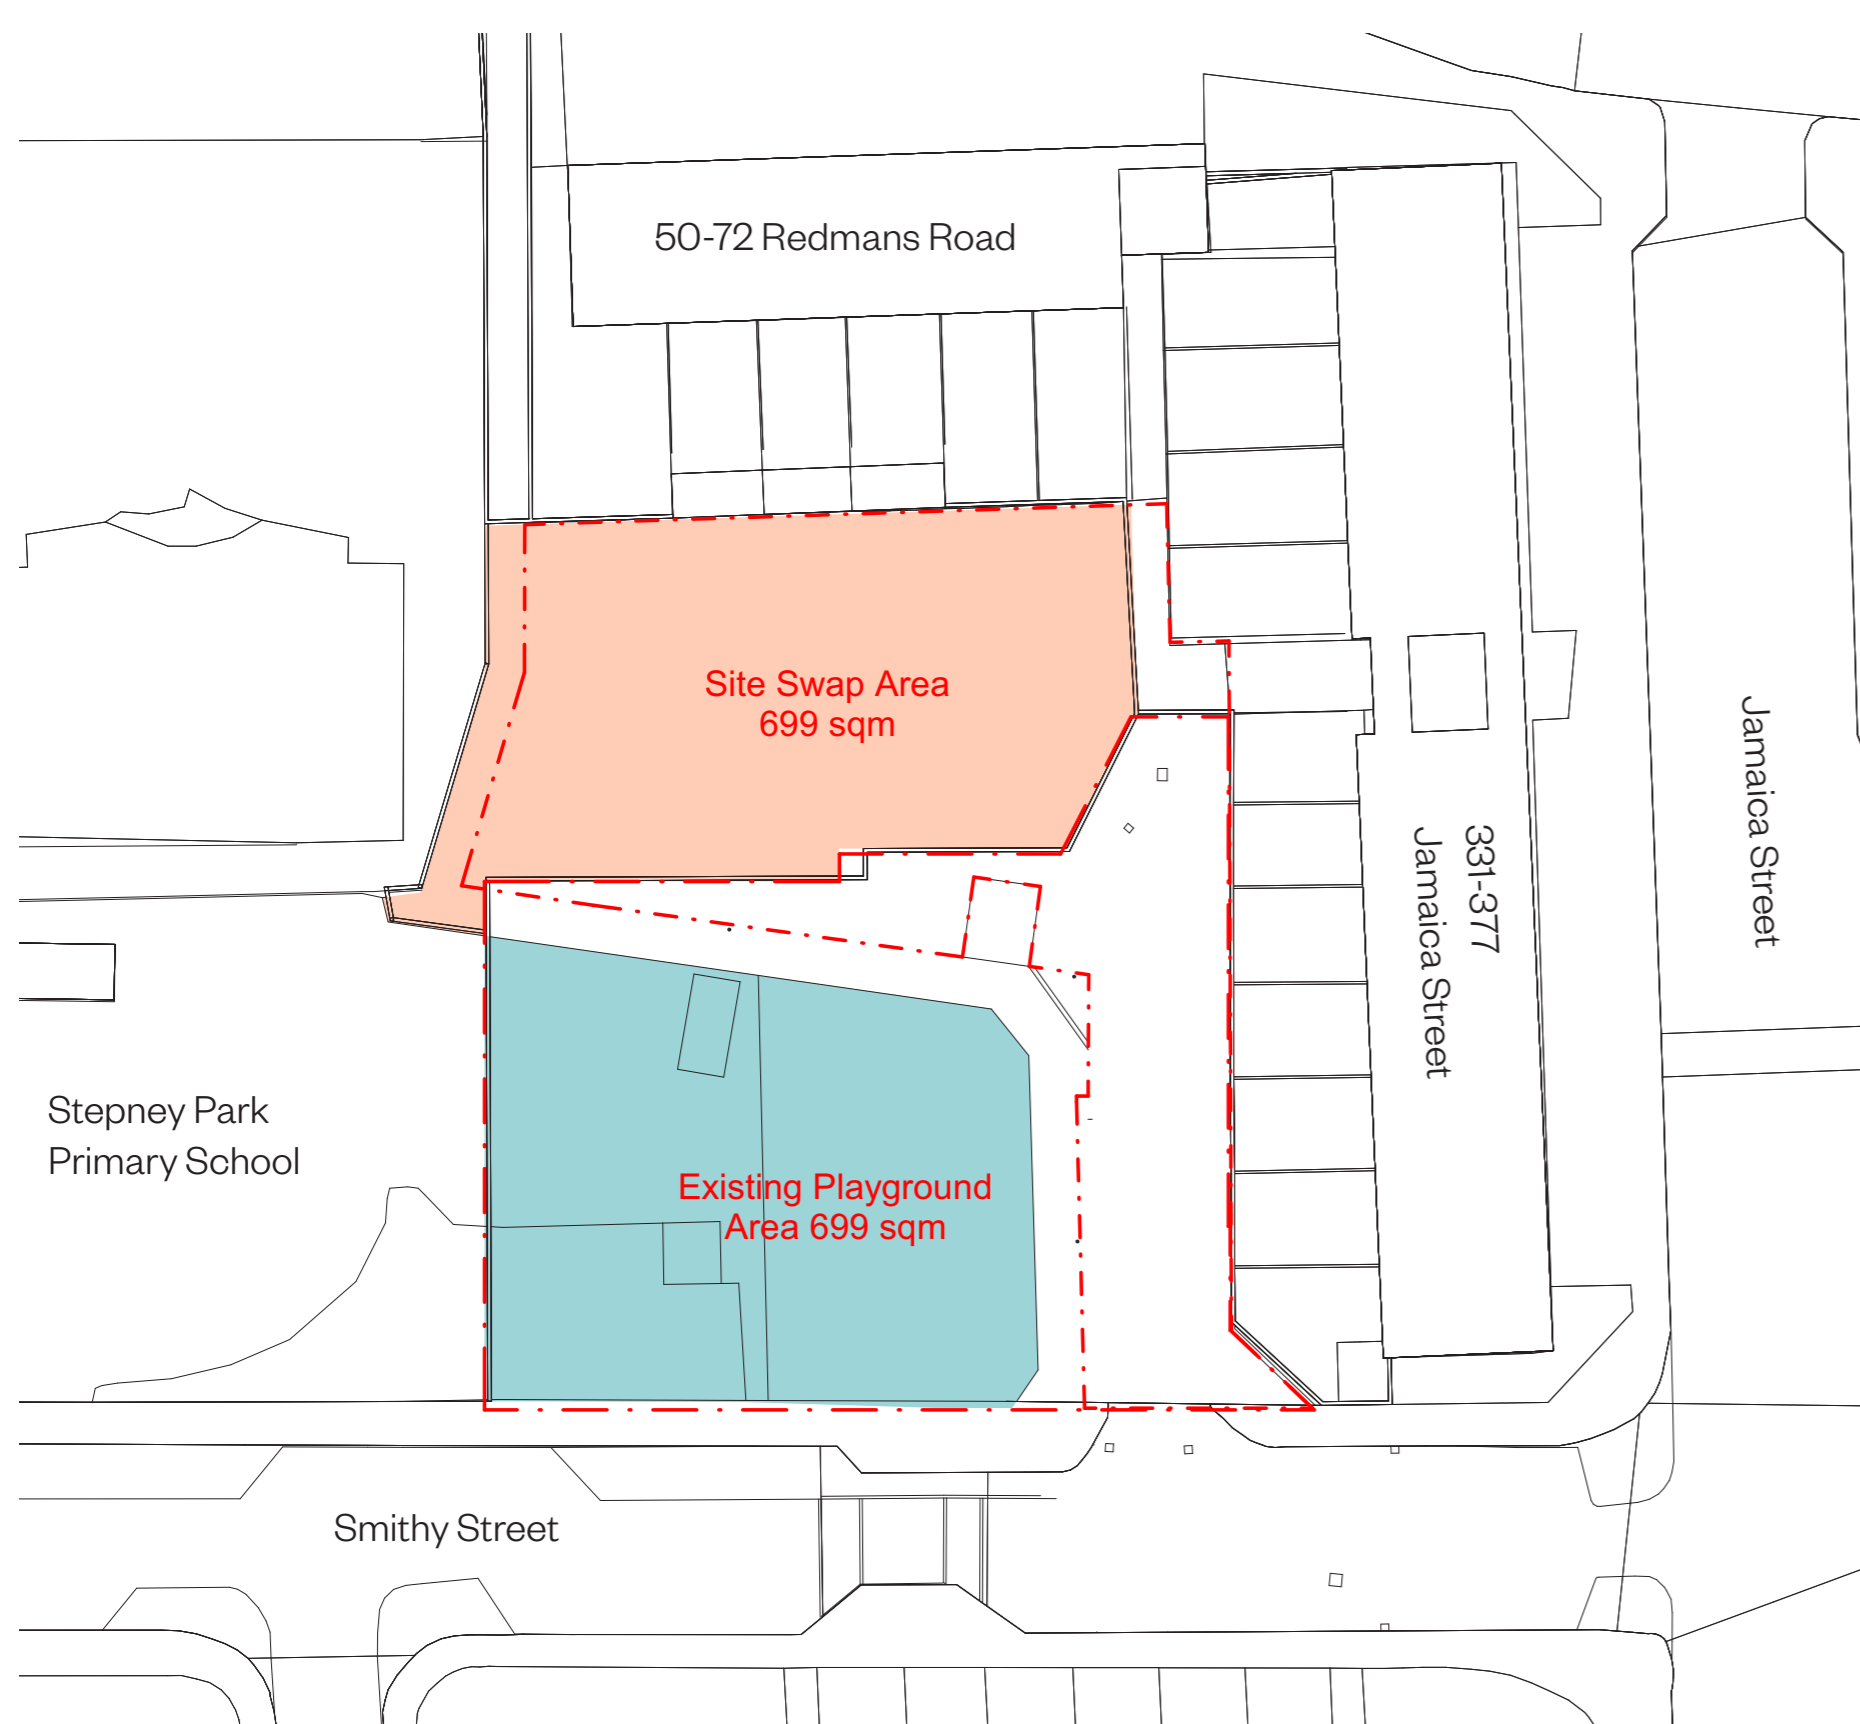 50-72 Redmans Road
Site Swap Area
699 sqm
Jamaica Street
331-377
Jamaica Street
Stepney Park
Primary School
Existing Playground
Area 699 sqm
Smithy Street